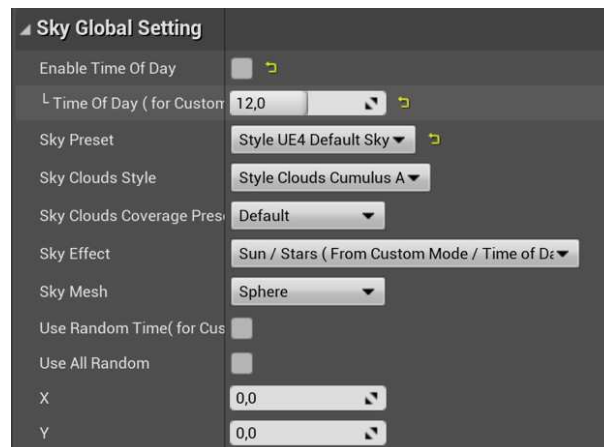 Sky Global Setting
Enable Time Of Day
Time Of Day ( for Custom 12,0
Sky Preset Style UE4 Default Sky
Sky Clouds Style Style Clouds Cumulus A
Sky Clouds Coverage Pres Default
Sky Effect Sun / Stars ( From Custom Mode / Time of Da
Sky Mesh Sphere
Use Random Time( for Cus
Use All Random
X 0,0
Y 0,0